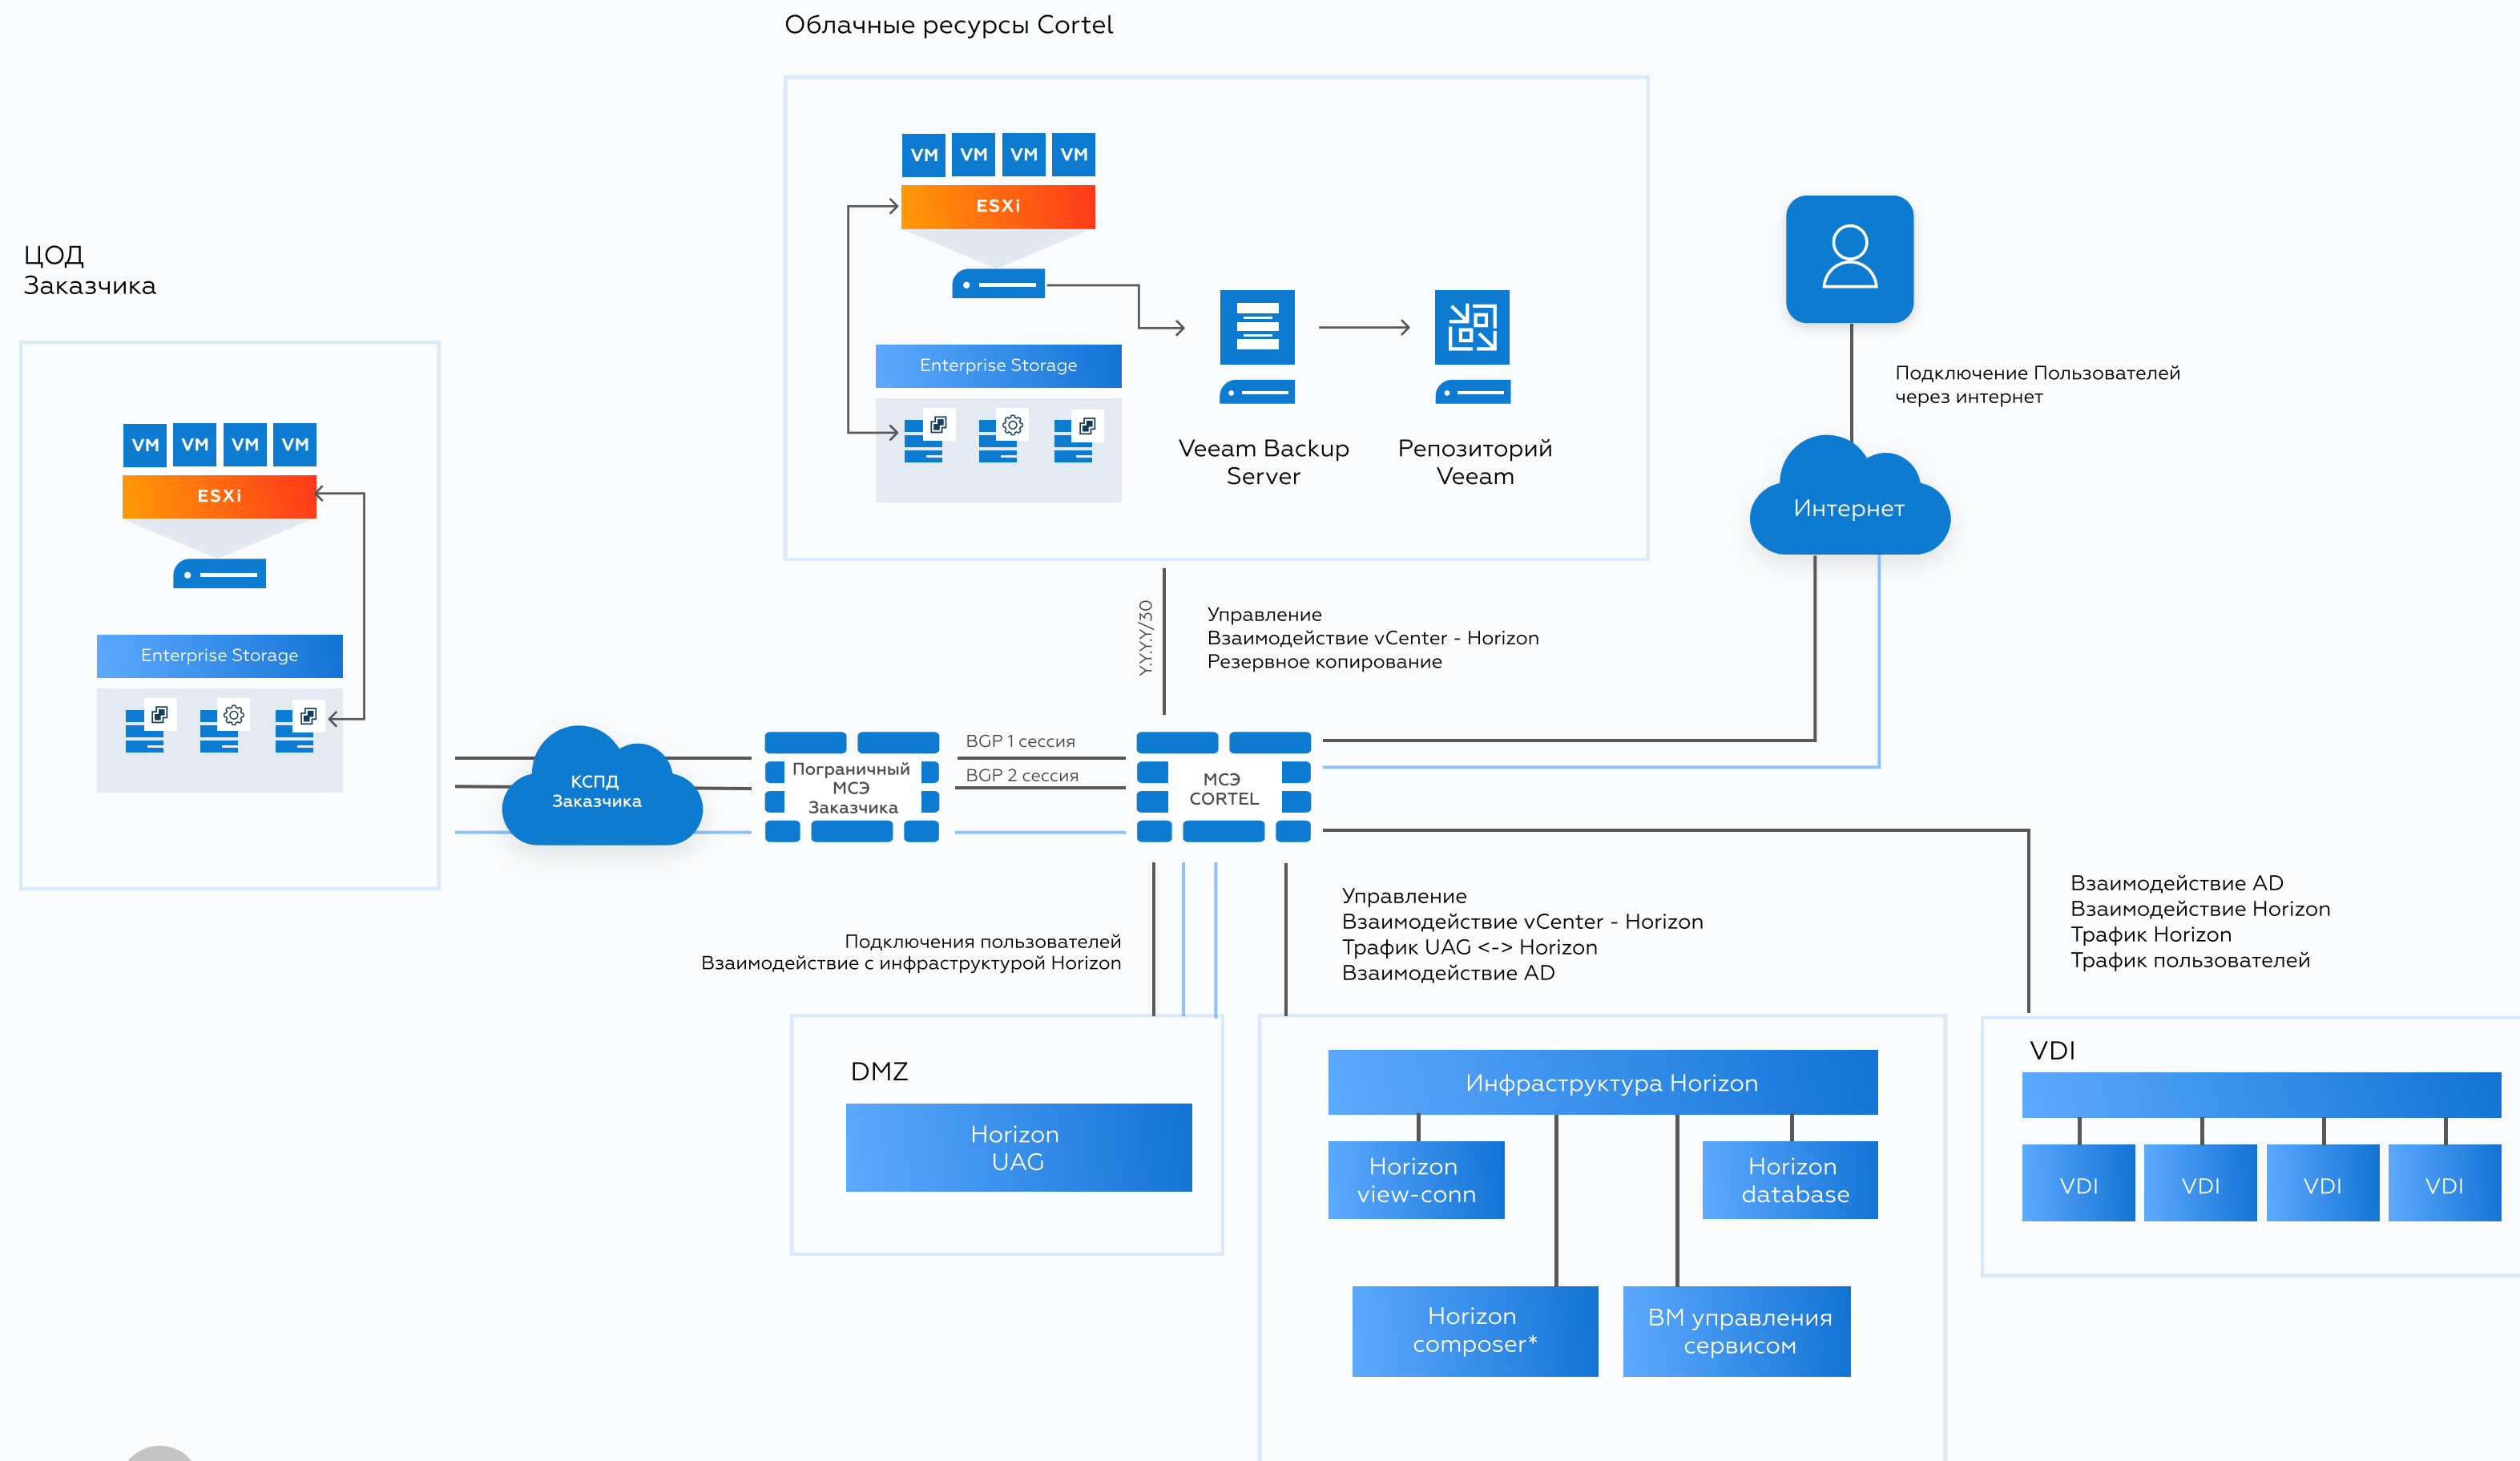 Облачные ресурсы Cortel
VM VM VM VM
ESXi
Enterprise Storage
Veeam Backup
Server
Репозиторий
Veeam
ЦОД
Заказчика
VM VM VM VM
ESXi
Enterprise Storage
Подключение Пользователей
через интернет
Интернет
Y.Y.Y.Y/30
Управление
Взаимодействие vCenter - Horizon
Резервное копирование
КСПД
Заказчика
Пограничный
МСЭ
Заказчика
BGP 1 сессия
BGP 2 сессия
МСЭ
CORTEL
Подключения пользователей
Взаимодействие с инфраструктурой Horizon
Управление
Взаимодействие vCenter - Horizon
Трафик UAG <-> Horizon
Взаимодействие AD
Взаимодействие AD
Взаимодействие Horizon
Трафик Horizon
Трафик пользователей
DMZ
Horizon
UAG
Инфраструктура Horizon
Horizon
view-conn
Horizon
database
Horizon
composer*
ВМ управления
сервисом
VDI
VDI VDI VDI VDI